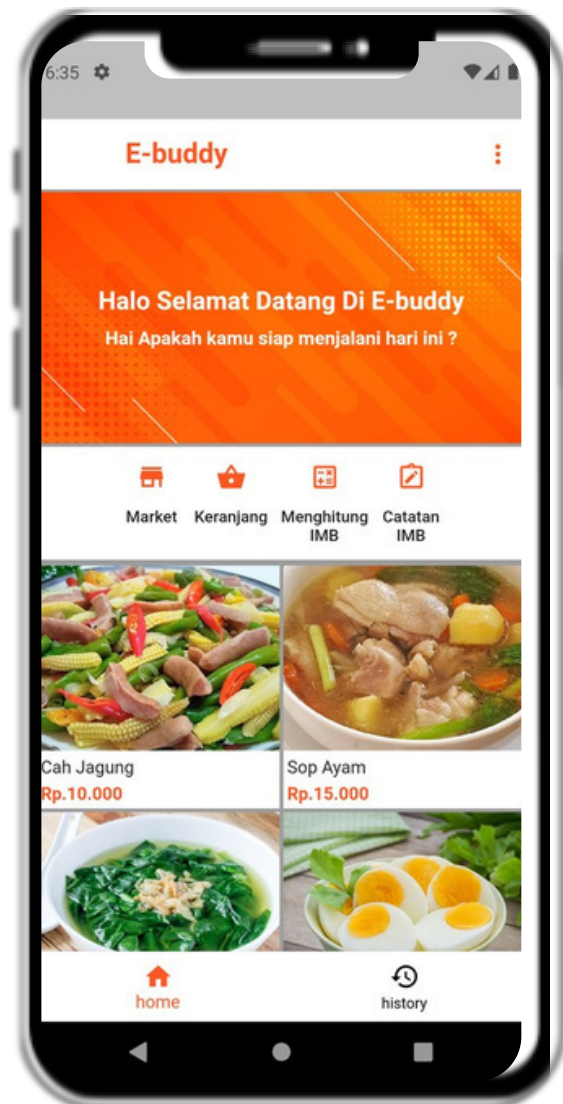 6:35
E-buddy
Halo Selamat Datang Di E-buddy
Hai Apakah kamu siap menjalani hari ini ?
Market
Keranjang
Menghitung
IMB
Catatan
IMB
Cah Jagung
Rp.10.000
Sop Ayam
Rp.15.000
home
history